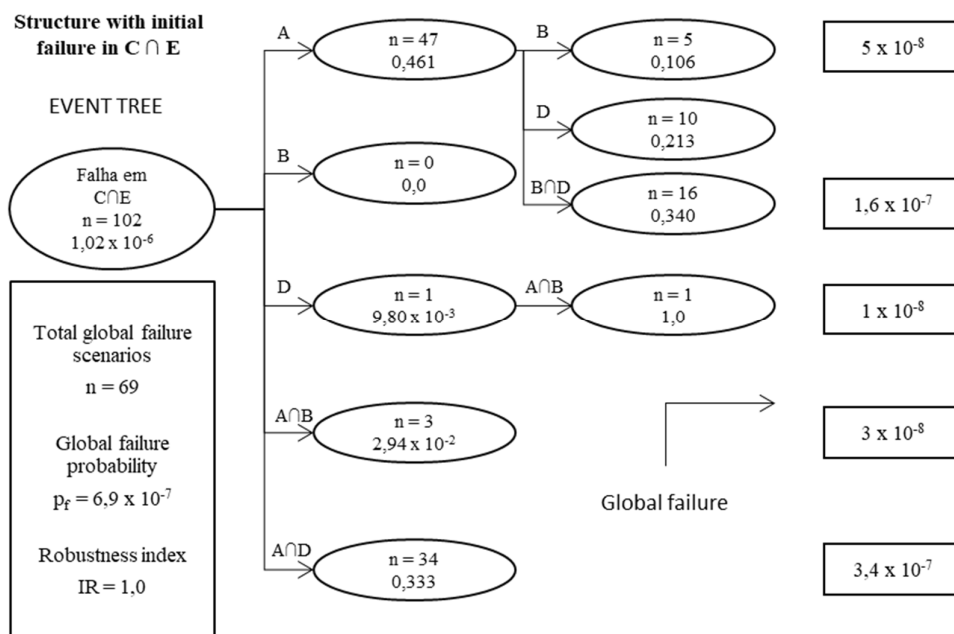 Structure with initial
failure in C ∩ E
EVENT TREE
Falha em
C∩E
n = 102
1,02 x 10⁻⁶
Total global failure
scenarios
n = 69
Global failure
probability
p_f = 6,9 x 10⁻⁷
Robustness index
IR = 1,0
A
n = 47
0,461
B
n = 5
0,106
5 x 10⁻⁸
D
n = 10
0,213
B
n = 0
0,0
B∩D
n = 16
0,340
1,6 x 10⁻⁷
D
n = 1
9,80 x 10⁻³
A∩B
n = 1
1,0
1 x 10⁻⁸
A∩B
n = 3
2,94 x 10⁻²
3 x 10⁻⁸
Global failure
A∩D
n = 34
0,333
3,4 x 10⁻⁷